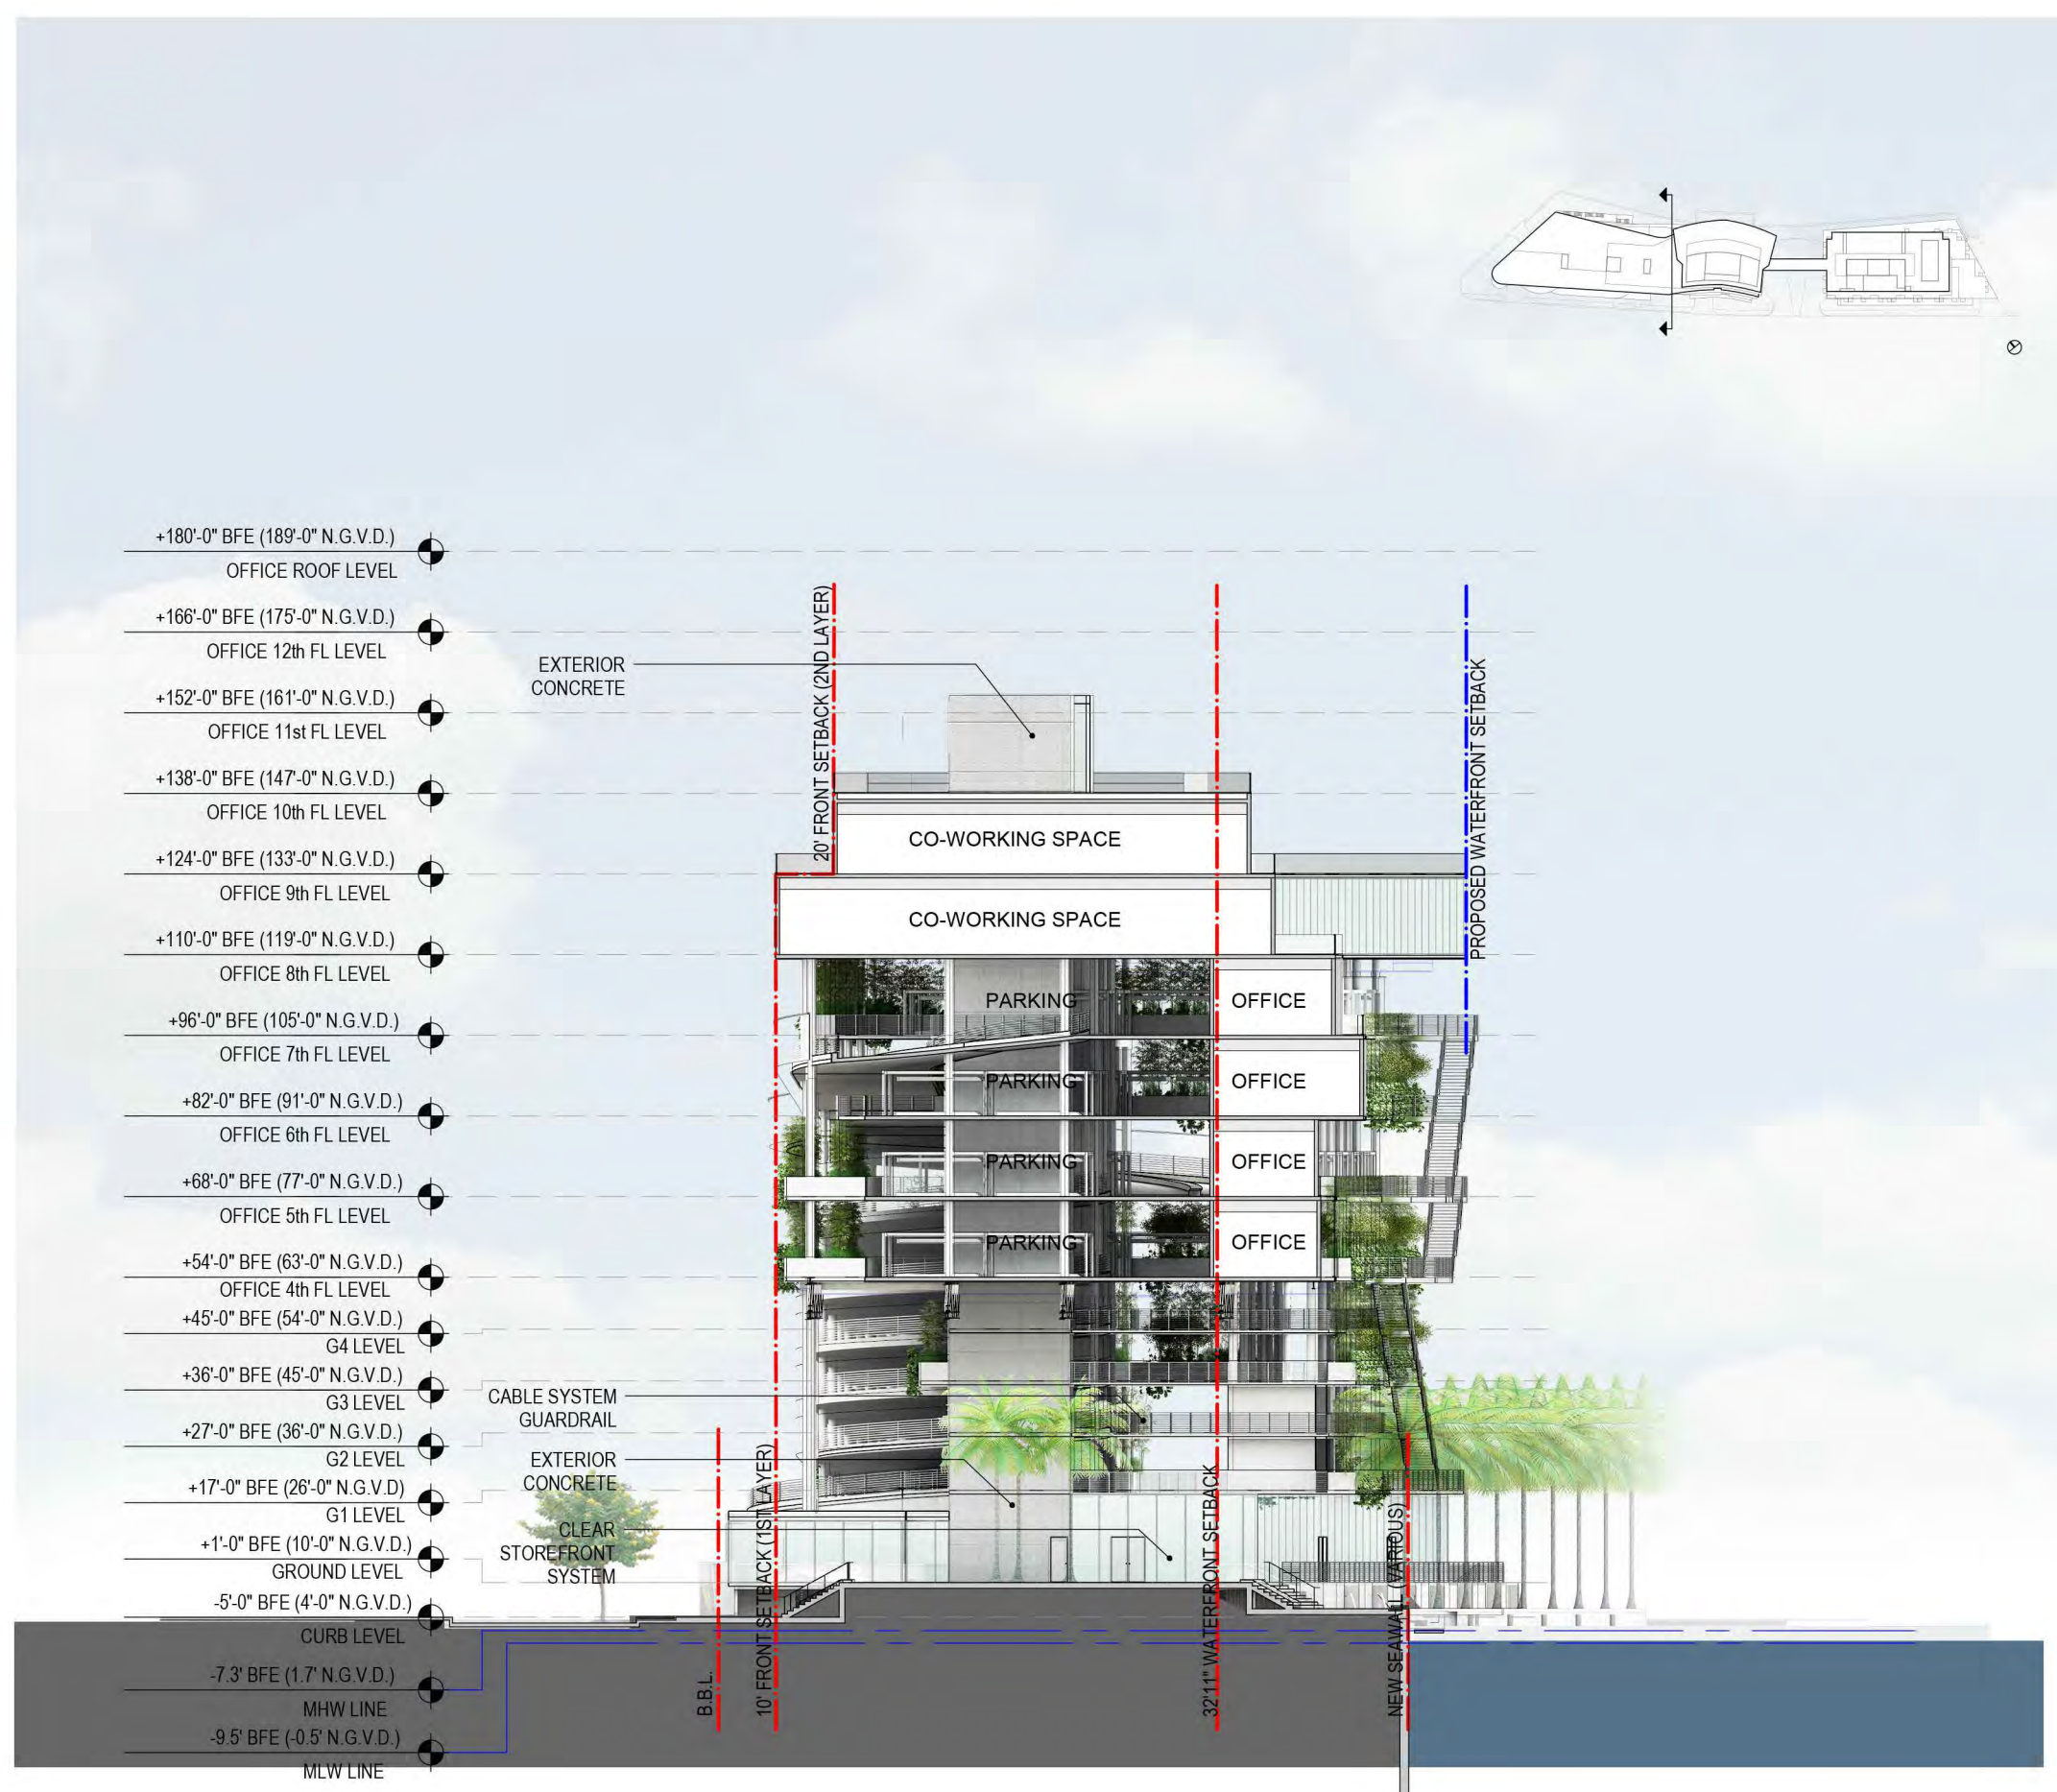 +180'-0" BFE (189'-0" N.G.V.D.)
OFFICE ROOF LEVEL
+166'-0" BFE (175'-0" N.G.V.D.)
OFFICE 12th FL LEVEL
+152'-0" BFE (161'-0" N.G.V.D.)
OFFICE 11st FL LEVEL
+138'-0" BFE (147'-0" N.G.V.D.)
OFFICE 10th FL LEVEL
+124'-0" BFE (133'-0" N.G.V.D.)
OFFICE 9th FL LEVEL
+110'-0" BFE (119'-0" N.G.V.D.)
OFFICE 8th FL LEVEL
+96'-0" BFE (105'-0" N.G.V.D.)
OFFICE 7th FL LEVEL
+82'-0" BFE (91'-0" N.G.V.D.)
OFFICE 6th FL LEVEL
+68'-0" BFE (77'-0" N.G.V.D.)
OFFICE 5th FL LEVEL
+54'-0" BFE (63'-0" N.G.V.D.)
OFFICE 4th FL LEVEL
+45'-0" BFE (54'-0" N.G.V.D.)
G4 LEVEL
+36'-0" BFE (45'-0" N.G.V.D.)
G3 LEVEL
+27'-0" BFE (36'-0" N.G.V.D.)
G2 LEVEL
+17'-0" BFE (26'-0" N.G.V.D)
G1 LEVEL
+1'-0" BFE (10'-0" N.G.V.D.)
GROUND LEVEL
-5'-0" BFE (4'-0" N.G.V.D.)
CURB LEVEL
-7.3' BFE (1.7' N.G.V.D.)
MHW LINE
-9.5' BFE (-0.5' N.G.V.D.)
MLW LINE
EXTERIOR
CONCRETE
CABLE SYSTEM
GUARDRAIL
EXTERIOR
CONCRETE
CLEAR
STOREFRONT
SYSTEM
B.B.L.
10' FRONT SETBACK (1ST LAYER)
20' FRONT SETBACK (2ND LAYER)
CO-WORKING SPACE
CO-WORKING SPACE
PARKING
OFFICE
PARKING
OFFICE
PARKING
OFFICE
PARKING
OFFICE
32'11" WATERFRONT SETBACK
NEW SEAWALL (VARIOUS)
PROPOSED WATERFRONT SETBACK